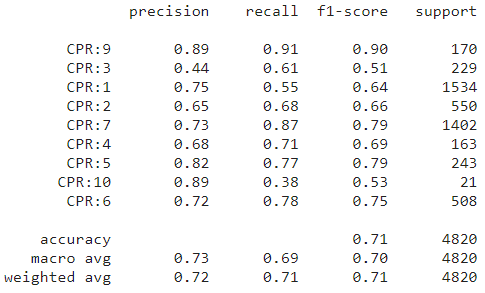 precision recall f1-score support
CPR:9 0.89 0.91 0.90 170
CPR:3 0.44 0.61 0.51 229
CPR:1 0.75 0.55 0.64 1534
CPR:2 0.65 0.68 0.66 550
CPR:7 0.73 0.87 0.79 1402
CPR:4 0.68 0.71 0.69 163
CPR:5 0.82 0.77 0.79 243
CPR:10 0.89 0.38 0.53 21
CPR:6 0.72 0.78 0.75 508
accuracy 0.71 4820
macro avg 0.73 0.69 0.70 4820
weighted avg 0.72 0.71 0.71 4820